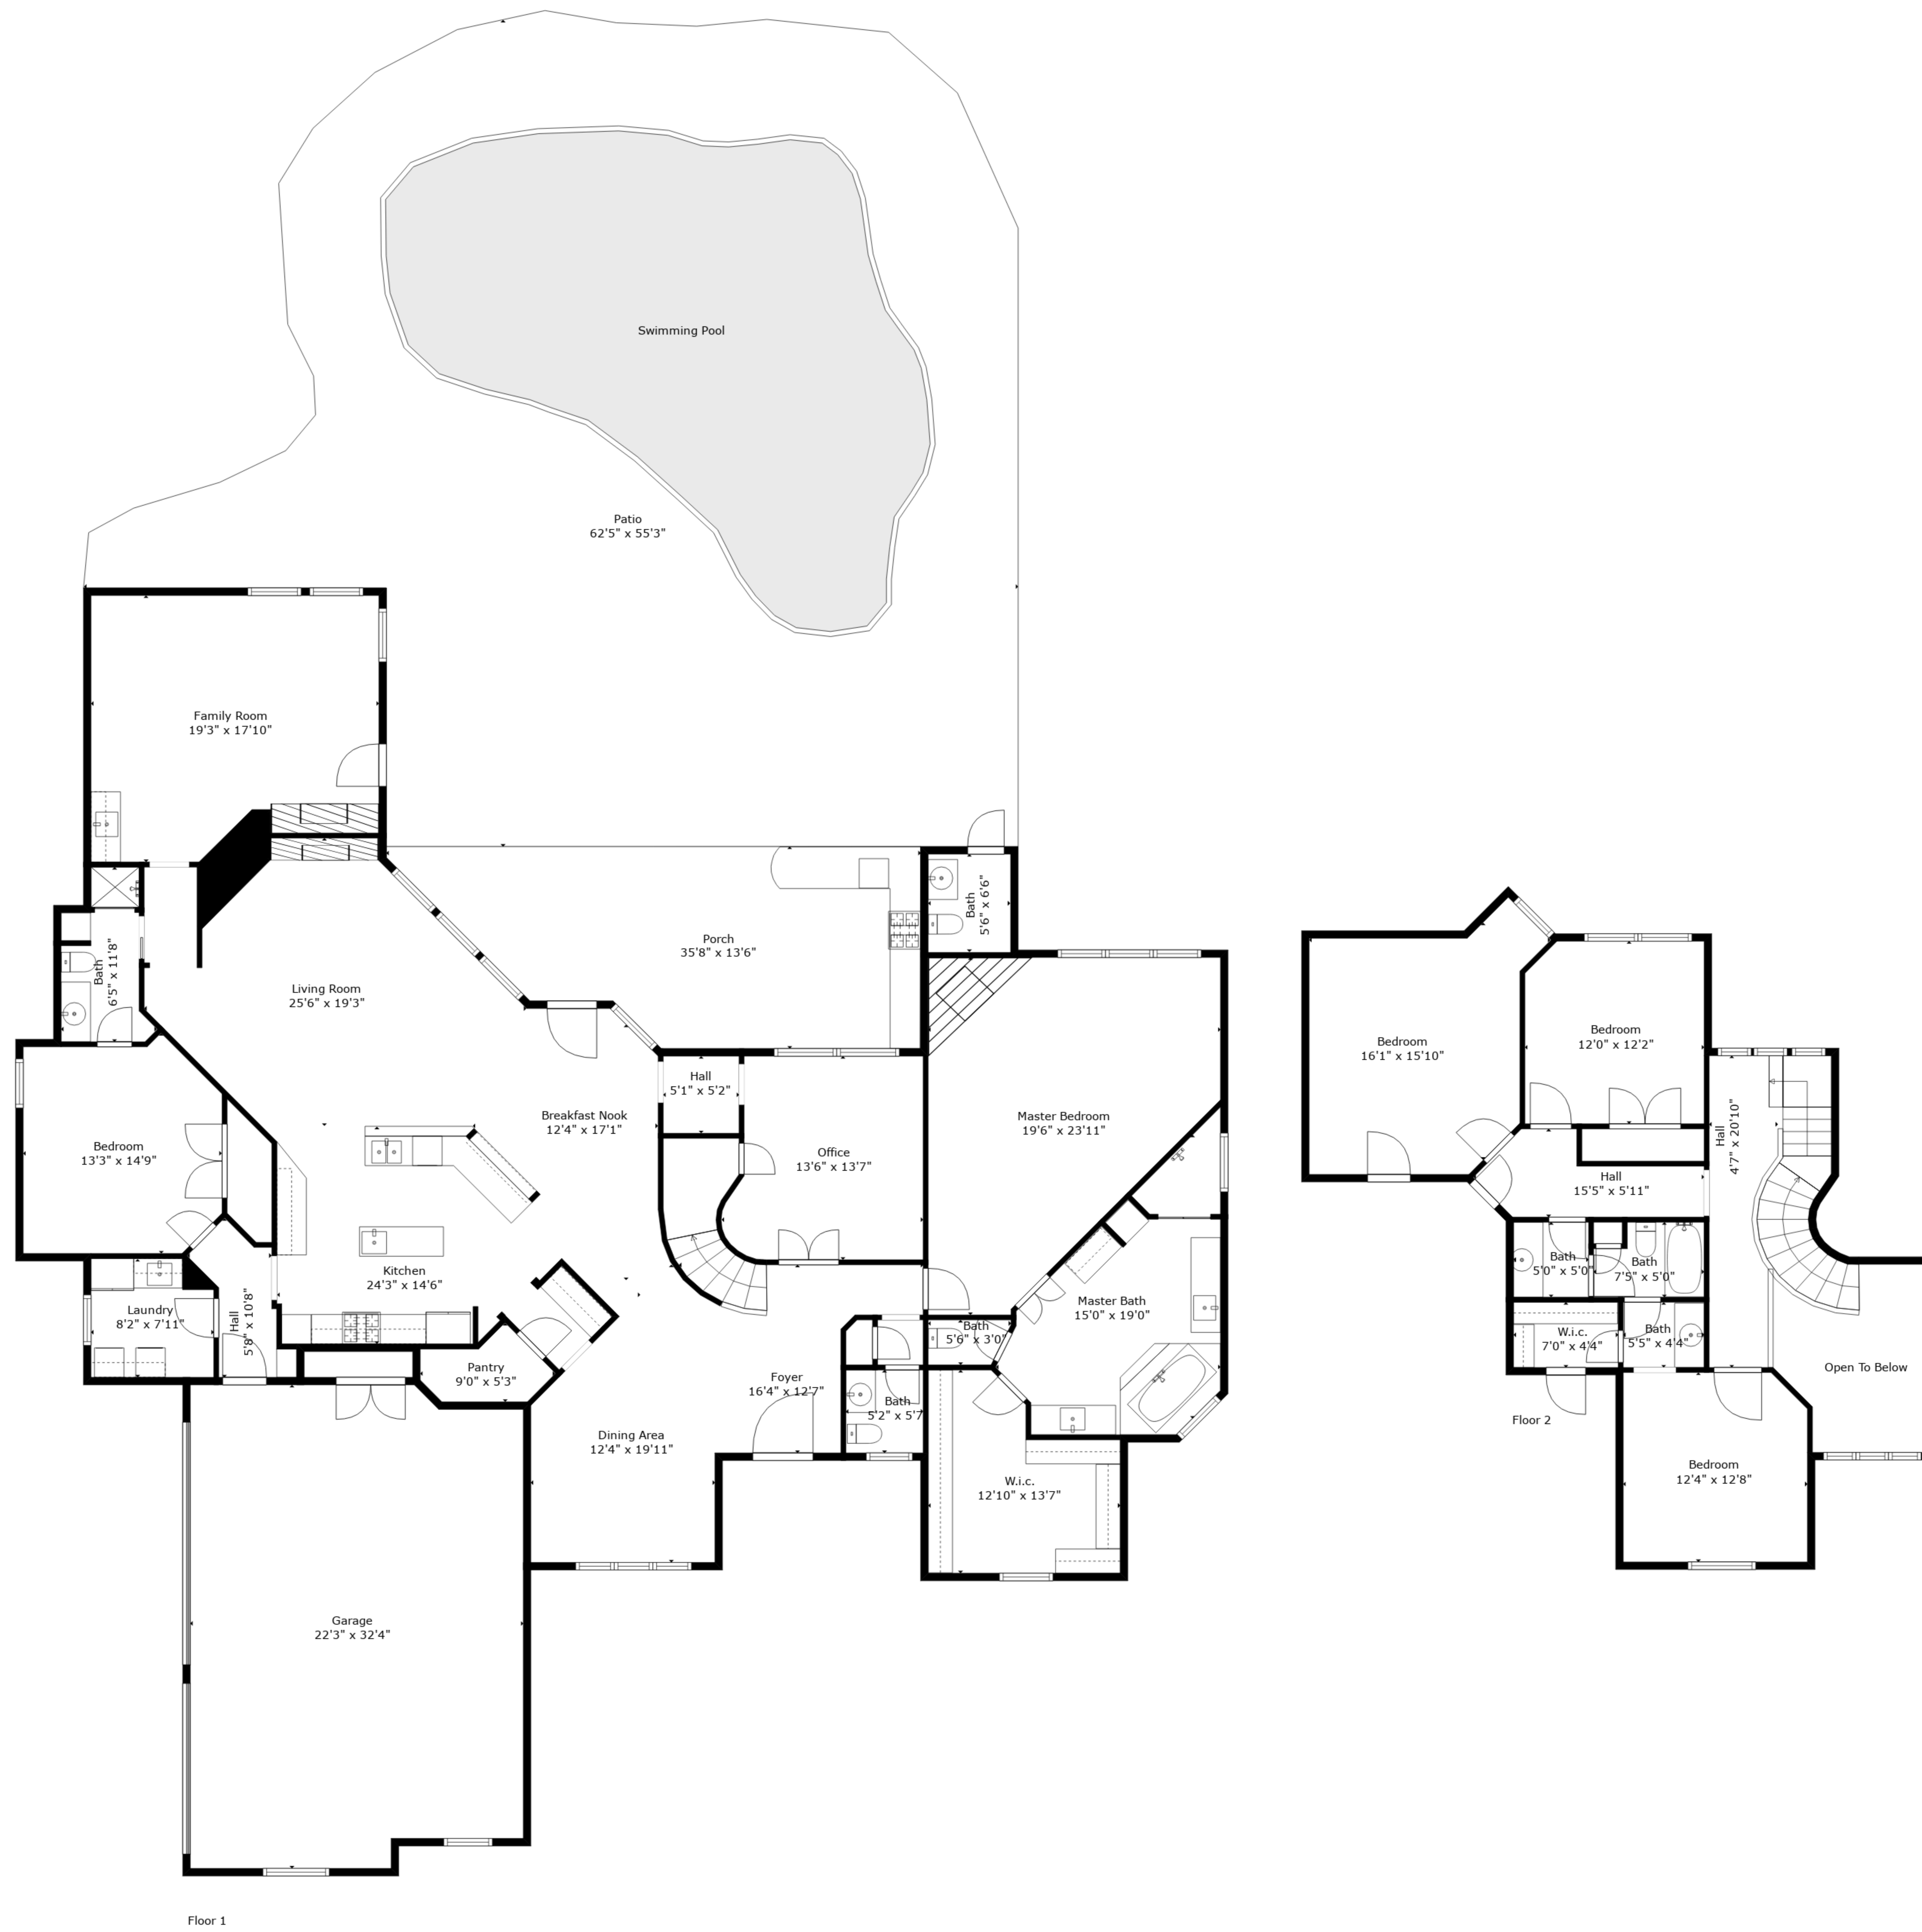 Swimming Pool
Patio
62'5" x 55'3"
Family Room
19'3" x 17'10"
Porch
35'8" x 13'6"
Bath
5'6" x 6'6"
Bath
6'5" x 11'8"
Living Room
25'6" x 19'3"
Hall
5'1" x 5'2"
Breakfast Nook
12'4" x 17'1"
Master Bedroom
19'6" x 23'11"
Bedroom
13'3" x 14'9"
Office
13'6" x 13'7"
Kitchen
24'3" x 14'6"
Laundry
8'2" x 7'11"
Hall
5'8" x 10'8"
Master Bath
15'0" x 19'0"
Bath
5'6" x 3'0"
Pantry
9'0" x 5'3"
Foyer
16'4" x 12'7"
Bath
5'2" x 5'7
Dining Area
12'4" x 19'11"
W.i.c.
12'10" x 13'7"
Garage
22'3" x 32'4"
Floor 1
Bedroom
16'1" x 15'10"
Bedroom
12'0" x 12'2"
Hall
4'7" x 20'10"
Hall
15'5" x 5'11"
Bath
5'0" x 5'0"
Bath
7'5" x 5'0"
W.i.c.
7'0" x 4'4"
Bath
5'5" x 4'4"
Open To Below
Floor 2
Bedroom
12'4" x 12'8"